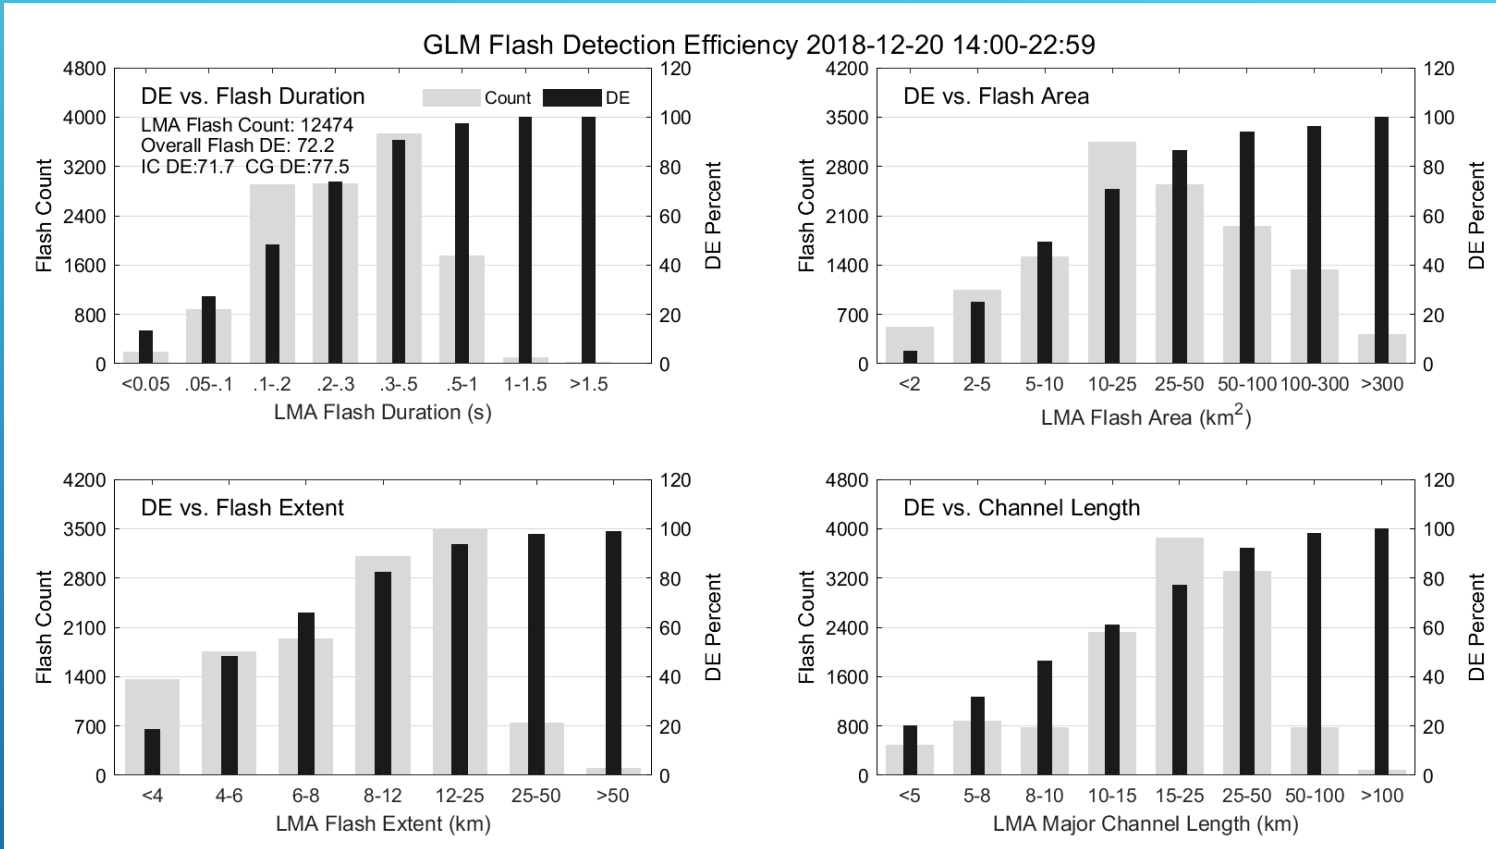 GLM Flash Detection Efficiency 2018-12-20 14:00-22:59
DE vs. Flash Duration
Count DE
LMA Flash Count: 12474
Overall Flash DE: 72.2
IC DE:71.7 CG DE:77.5
4800
4000
3200
2400
1600
800
0
Flash Count
120
100
80
60
40
20
0
DE Percent
<0.05 .05-.1 .1-.2 .2-.3 .3-.5 .5-1 1-1.5 >1.5
LMA Flash Duration (s)
DE vs. Flash Area
4200
3500
2800
2100
1400
700
0
Flash Count
120
100
80
60
40
20
0
DE Percent
<2 2-5 5-10 10-25 25-50 50-100 100-300 >300
LMA Flash Area (km²)
DE vs. Flash Extent
4200
3500
2800
2100
1400
700
0
Flash Count
120
100
80
60
40
20
0
DE Percent
<4 4-6 6-8 8-12 12-25 25-50 >50
LMA Flash Extent (km)
DE vs. Channel Length
4800
4000
3200
2400
1600
800
0
Flash Count
120
100
80
60
40
20
0
DE Percent
<5 5-8 8-10 10-15 15-25 25-50 50-100 >100
LMA Major Channel Length (km)